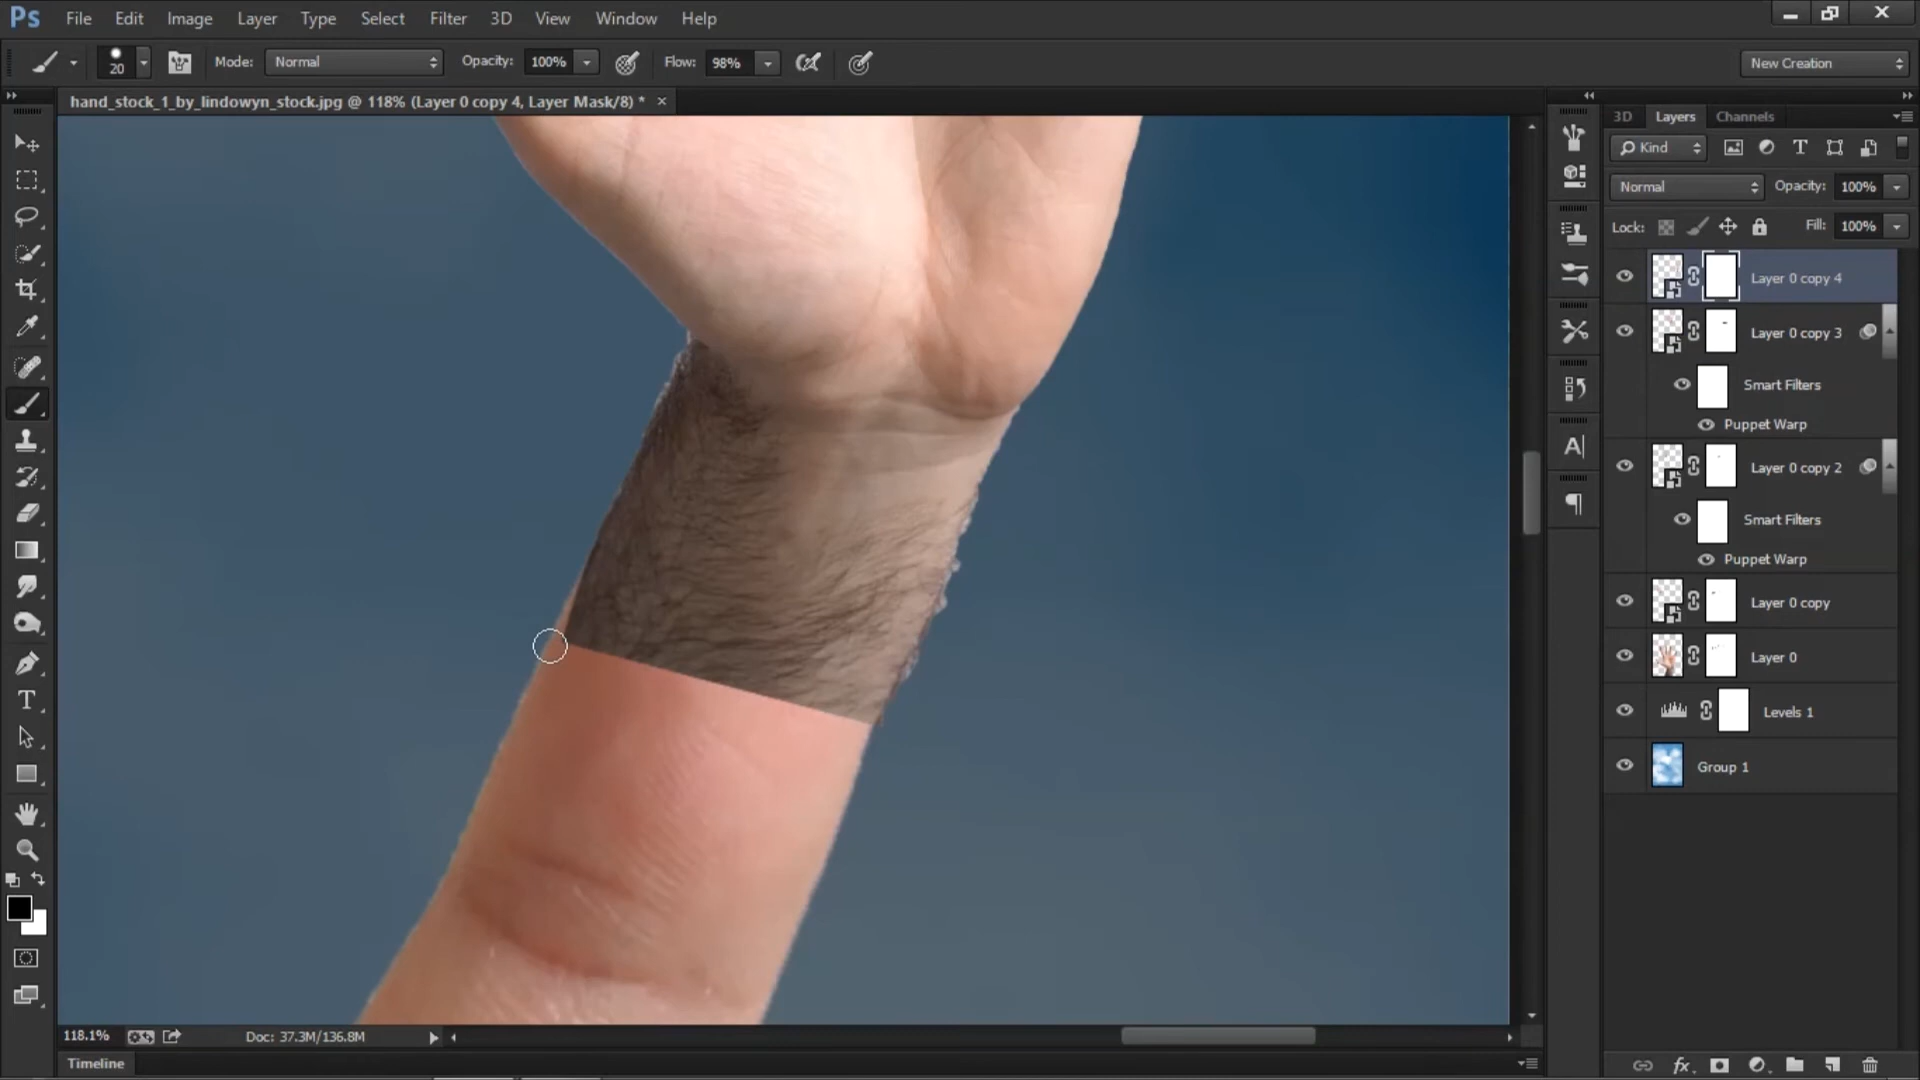 Ps File Edit Image Layer Type Select Filter 3D View Window Help
20 Mode: Normal Opacity: 100% Flow: 98% New Creation
hand_stock_1_by_lindowyn_stock.jpg @ 118% (Layer 0 copy 4, Layer Mask/8) * ×
3D Layers Channels
Kind
Normal Opacity: 100%
Lock: Fill: 100%
Layer 0 copy 4
Layer 0 copy 3
Smart Filters
Puppet Warp
Layer 0 copy 2
Smart Filters
Puppet Warp
Layer 0 copy
Layer 0
Levels 1
Group 1
118.1% Doc: 37.3M/136.8M
Timeline